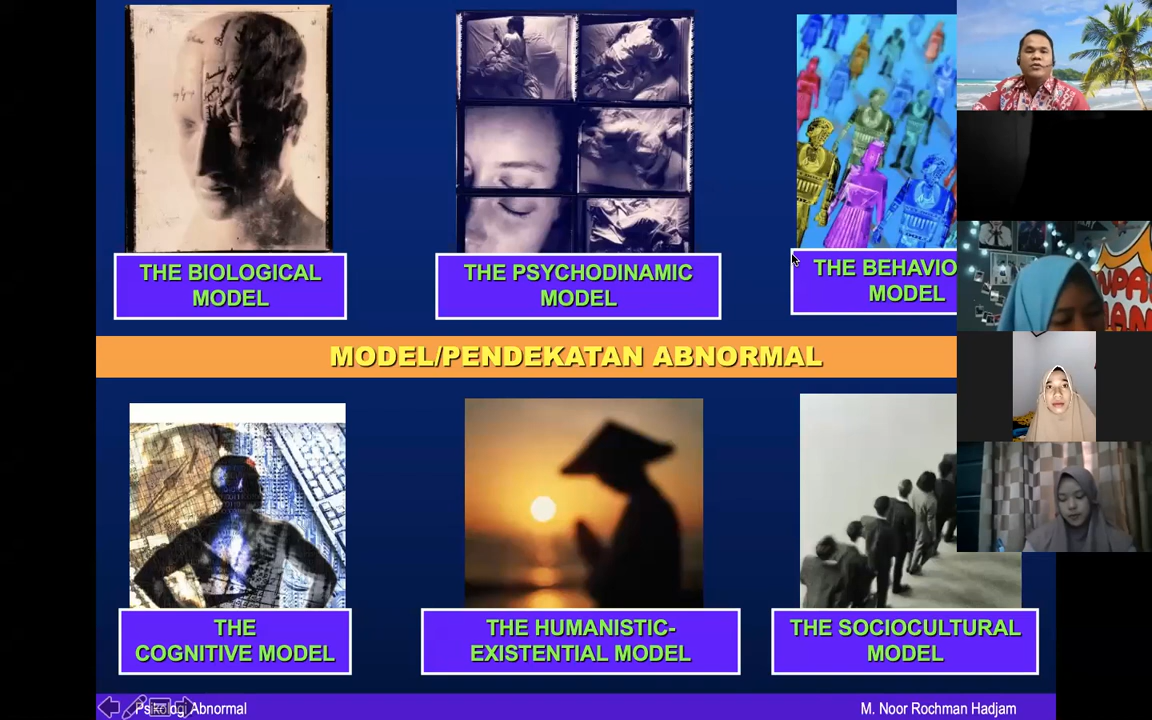 THE BIOLOGICAL
MODEL
THE PSYCHODINAMIC
MODEL
THE BEHAVIO
MODEL
MODEL/PENDEKATAN ABNORMAL
THE
COGNITIVE MODEL
THE HUMANISTIC-
EXISTENTIAL MODEL
THE SOCIOCULTURAL
MODEL
Psikologi Abnormal
M. Noor Rochman Hadjam